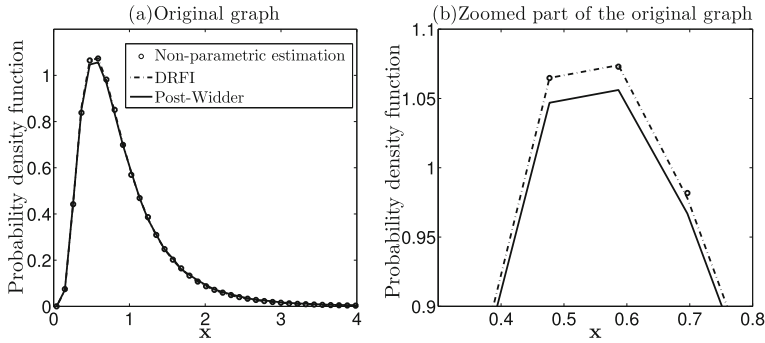 (a)Original graph
Probability density function
1
0.8
0.6
0.4
0.2
0
0
1
2
3
4
x
Non-parametric estimation
DRFI
Post-Widder
(b)Zoomed part of the original graph
Probability density function
1.1
1.05
1
0.95
0.9
0.4
0.5
0.6
0.7
0.8
x